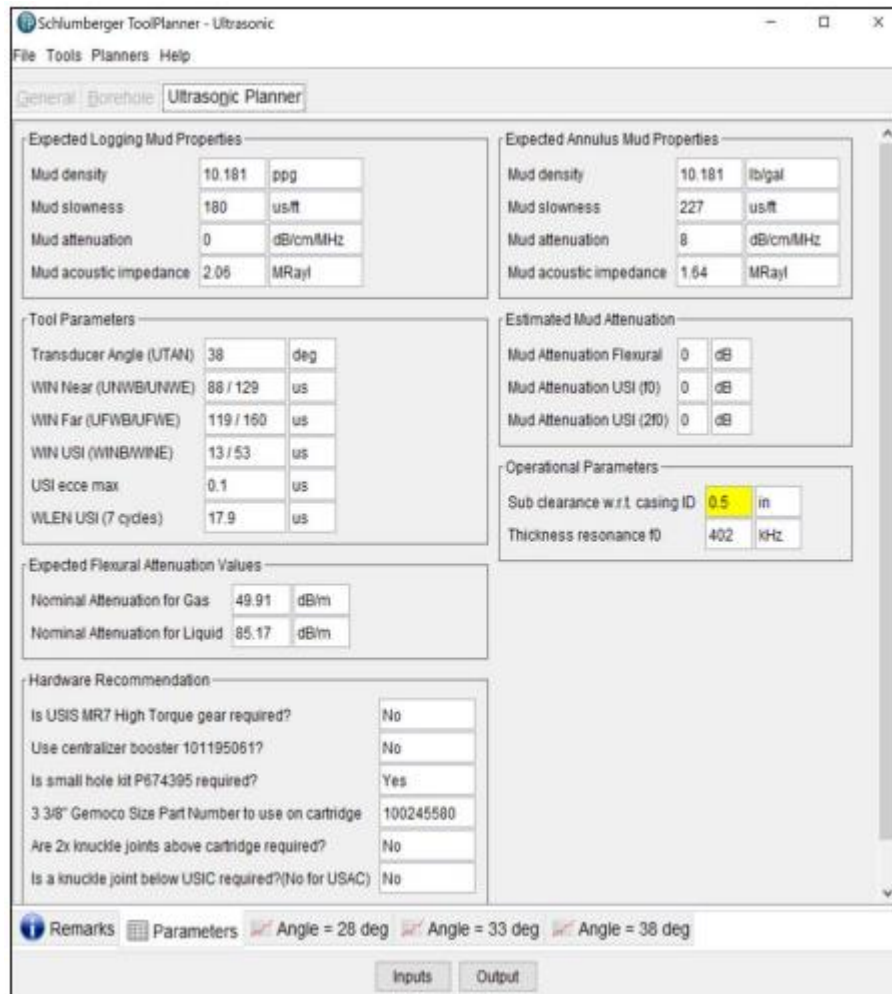 Schlumberger ToolPlanner - Ultrasonic
File Tools Planners Help
General Borehole Ultrasonic Planner
Expected Logging Mud Properties
Mud density 10.181 ppg
Mud slowness 180 us/ft
Mud attenuation 0 dB/cm/MHz
Mud acoustic impedance 2.06 MRayl
Expected Annulus Mud Properties
Mud density 10.181 lb/gal
Mud slowness 227 us/ft
Mud attenuation 8 dB/cm/MHz
Mud acoustic impedance 1.64 MRayl
Tool Parameters
Transducer Angle (UTAN) 38 deg
WIN Near (UNWB/UNWE) 88 / 129 us
WIN Far (UFWB/UFWE) 119 / 160 us
WIN USI (WINB/WINE) 13 / 53 us
USI ecce max 0.1 us
WLEN USI (7 cycles) 17.9 us
Estimated Mud Attenuation
Mud Attenuation Flexural 0 dB
Mud Attenuation USI (f0) 0 dB
Mud Attenuation USI (2f0) 0 dB
Operational Parameters
Sub clearance w.r.t. casing ID 0.5 in
Thickness resonance f0 402 kHz
Expected Flexural Attenuation Values
Nominal Attenuation for Gas 49.91 dB/m
Nominal Attenuation for Liquid 85.17 dB/m
Hardware Recommendation
Is USIS MR7 High Torque gear required? No
Use centralizer booster 101195061? No
Is small hole kit P674395 required? Yes
3 3/8" Gemoco Size Part Number to use on cartridge 100245580
Are 2x knuckle joints above cartridge required? No
Is a knuckle joint below USIC required?(No for USAC) No
Remarks Parameters Angle = 28 deg Angle = 33 deg Angle = 38 deg
Inputs Output